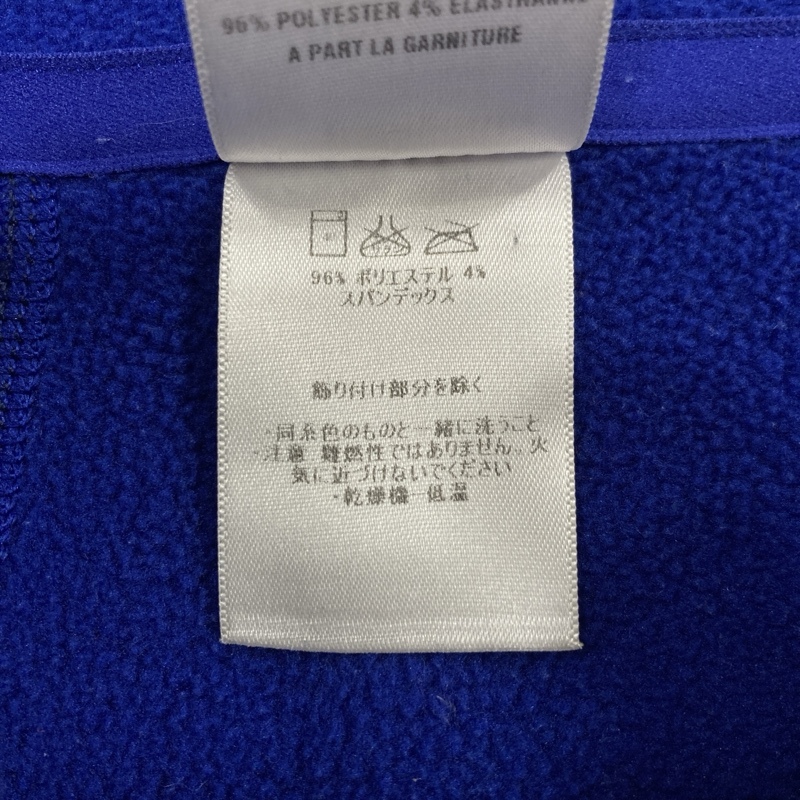 96% POLYESTER 4% ELASTHANNE
A PART LA GARNITURE
96% ポリエステル 4%
スパンデックス
飾り付け部分を除く
・同系色のものと一緒に洗うこと
・注意 難燃性ではありません。火
気に近づけないでください
・乾燥機 低温